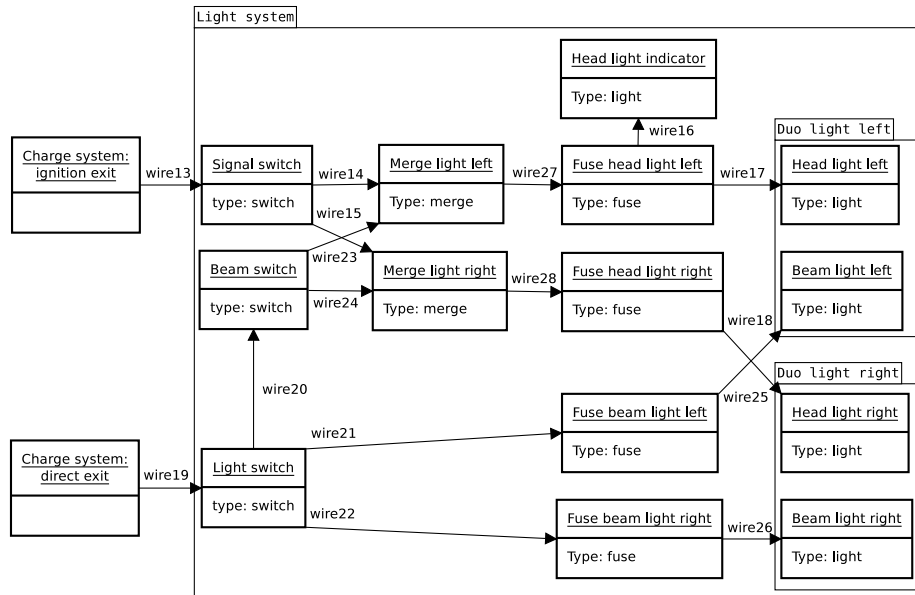 Light system
Head light indicator
Type: light
wire16
Duo light left
Charge system:
ignition exit
wire13
Signal switch
type: switch
wire14
wire15
Merge light left
Type: merge
wire27
Fuse head light left
Type: fuse
wire17
Head light left
Type: light
wire23
Beam switch
type: switch
wire24
Merge light right
Type: merge
wire28
Fuse head light right
Type: fuse
wire18
Beam light left
Type: light
wire20
Duo light right
wire25
Fuse beam light left
Type: fuse
Head light right
Type: light
wire21
Charge system:
direct exit
wire19
Light switch
type: switch
wire22
Fuse beam light right
Type: fuse
wire26
Beam light right
Type: light